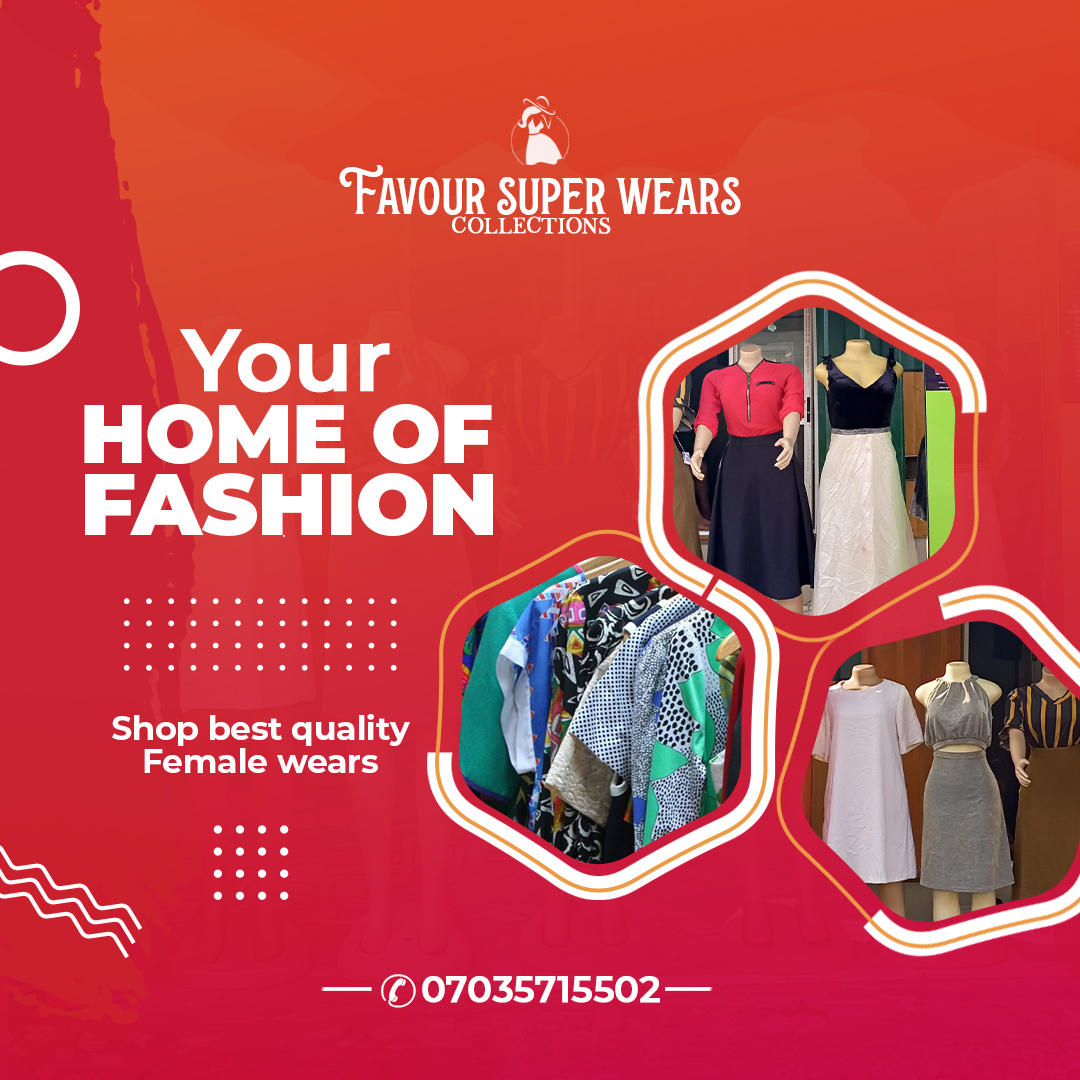 FAVOUR SUPER WEARS
COLLECTIONS
Your
HOME OF
FASHION
Shop best quality
Female wears
07035715502